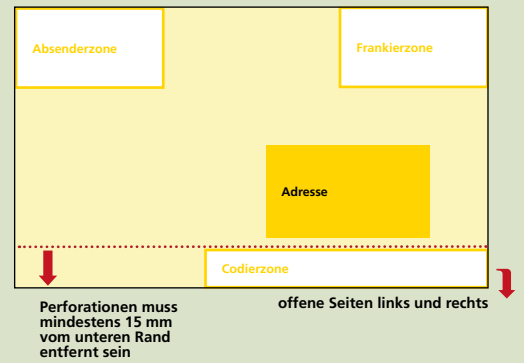 Absenderzone
Frankierzone
Adresse
Codierzone
Perforationen muss
mindestens 15 mm
vom unteren Rand
entfernt sein
offene Seiten links und rechts